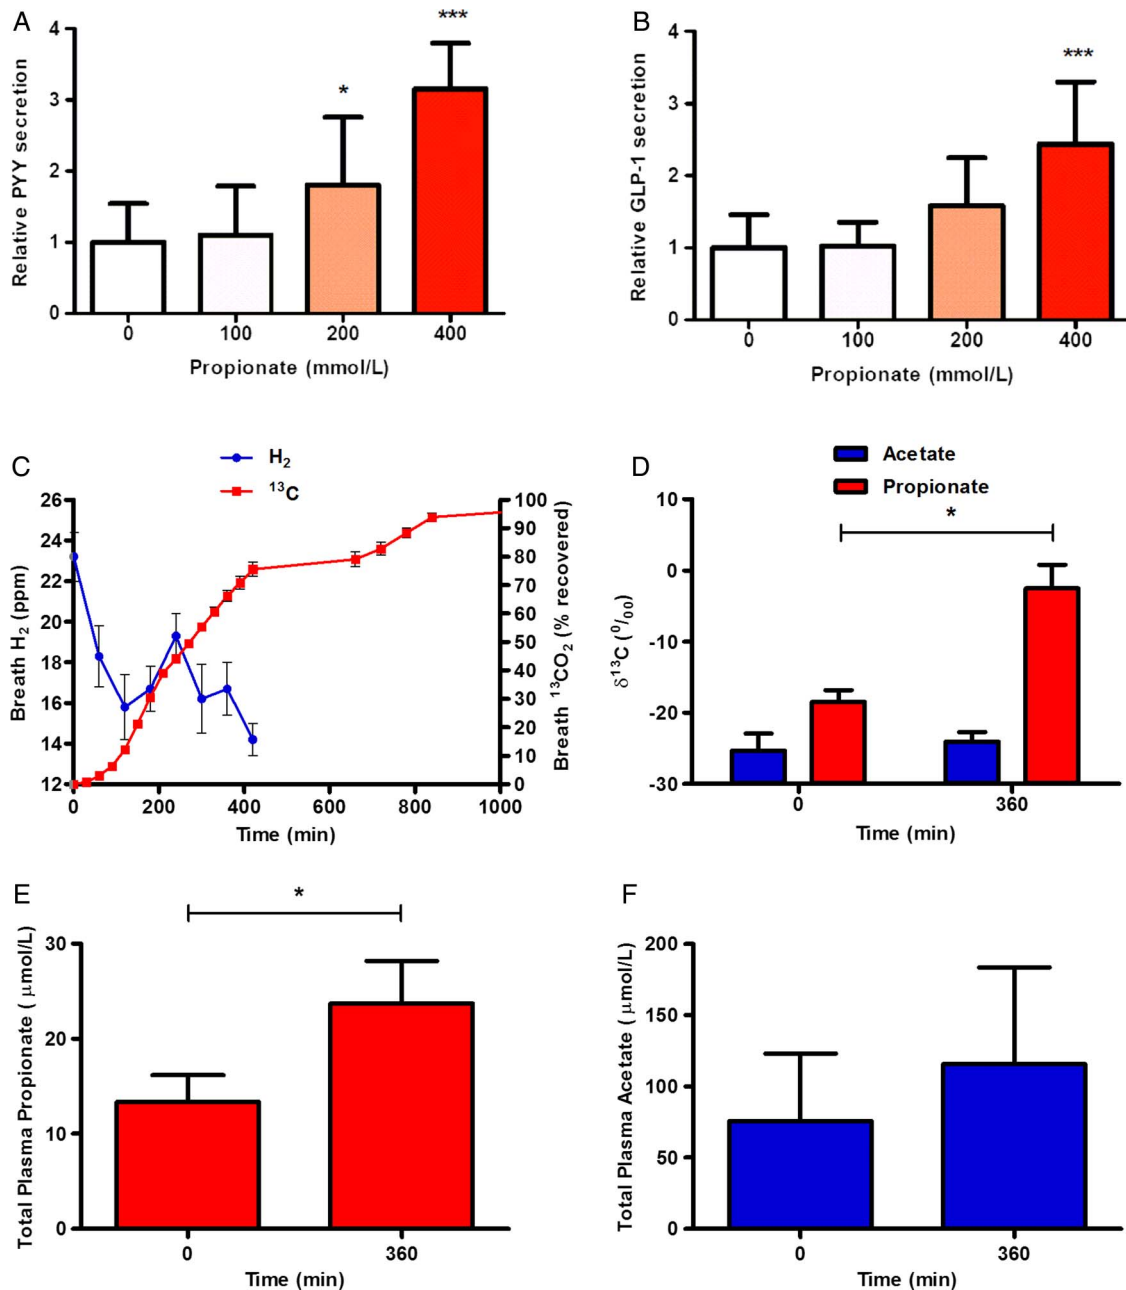 A
Relative PYY secretion
4
3
2
1
0
*
***
0 100 200 400
Propionate (mmol/L)
B
Relative GLP-1 secretion
4
3
2
1
0
***
0 100 200 400
Propionate (mmol/L)
C
H₂
¹³C
Breath H₂ (ppm)
26
24
22
20
18
16
14
12
100
90
80
70
60
50
40
30
20
10
0
Breath ¹³CO₂ (% recovered)
0 200 400 600 800 1000
Time (min)
D
Acetate
Propionate
*
δ¹³C (⁰/₀₀)
10
0
-10
-20
-30
0 360
Time (min)
E
*
Total Plasma Propionate ( μmol/L)
30
20
10
0
0 360
Time (min)
F
Total Plasma Acetate ( μmol/L)
200
150
100
50
0
0 360
Time (min)